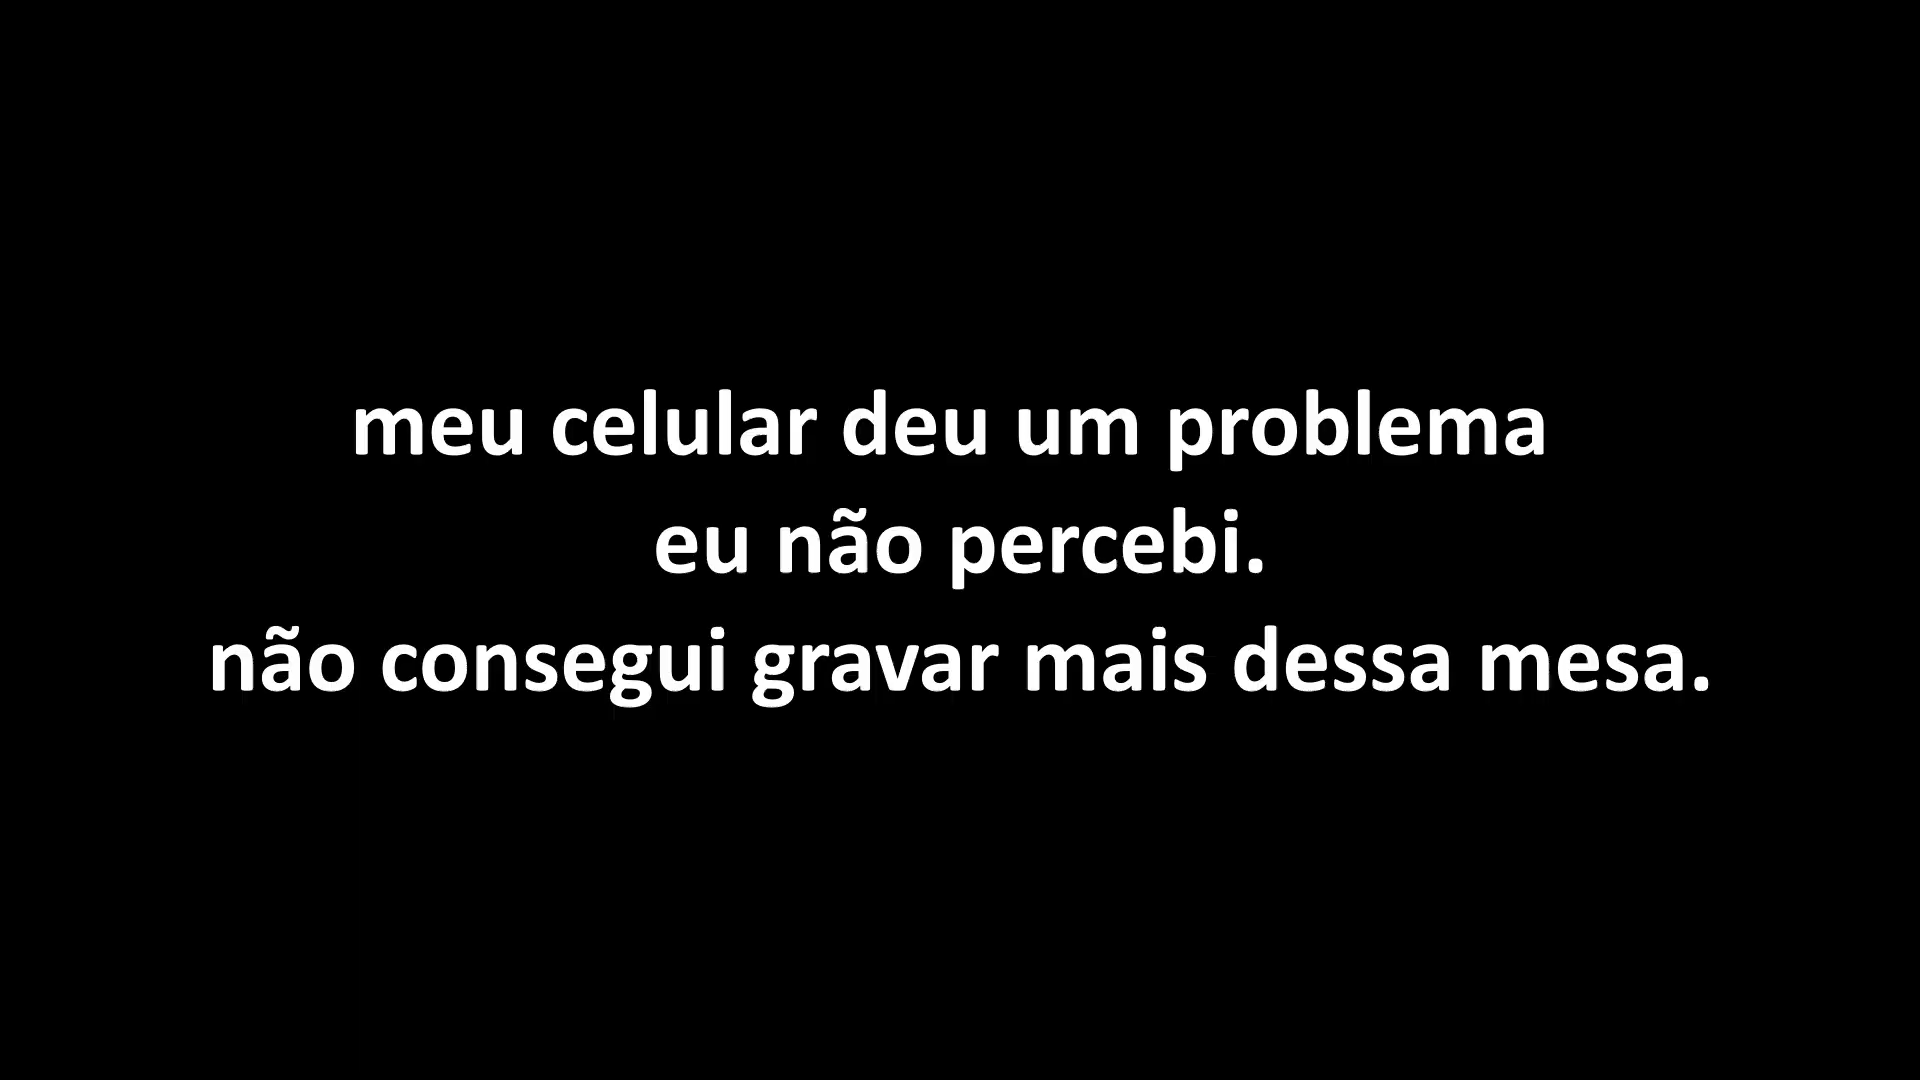 meu celular deu um problema
eu não percebi.
não consegui gravar mais dessa mesa.